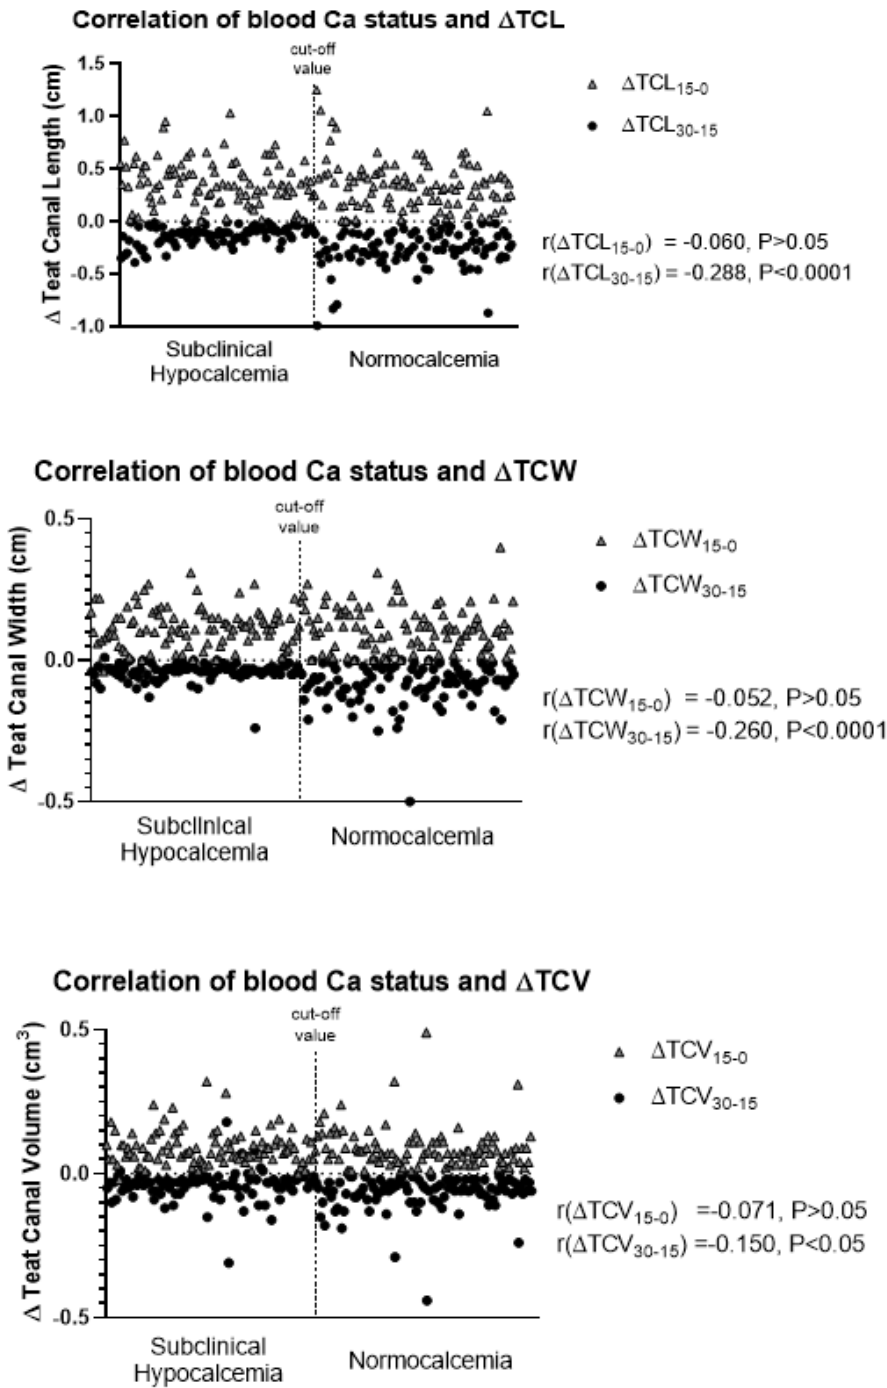 Correlation of blood Ca status and ΔTCL
cut-off
value
Δ Teat Canal Length (cm)
1.5
1.0
0.5
0.0
-0.5
-1.0
ΔTCL15-0
ΔTCL30-15
r(ΔTCL15-0) = -0.060, P>0.05
r(ΔTCL30-15) = -0.288, P<0.0001
Subclinical
Hypocalcemia
Normocalcemia
Correlation of blood Ca status and ΔTCW
cut-off
value
Δ Teat Canal Width (cm)
0.5
0.0
-0.5
ΔTCW15-0
ΔTCW30-15
r(ΔTCW15-0) = -0.052, P>0.05
r(ΔTCW30-15) = -0.260, P<0.0001
Subclinical
Hypocalcemia
Normocalcemia
Correlation of blood Ca status and ΔTCV
cut-off
value
Δ Teat Canal Volume (cm³)
0.5
0.0
-0.5
ΔTCV15-0
ΔTCV30-15
r(ΔTCV15-0) =-0.071, P>0.05
r(ΔTCV30-15) =-0.150, P<0.05
Subclinical
Hypocalcemia
Normocalcemia